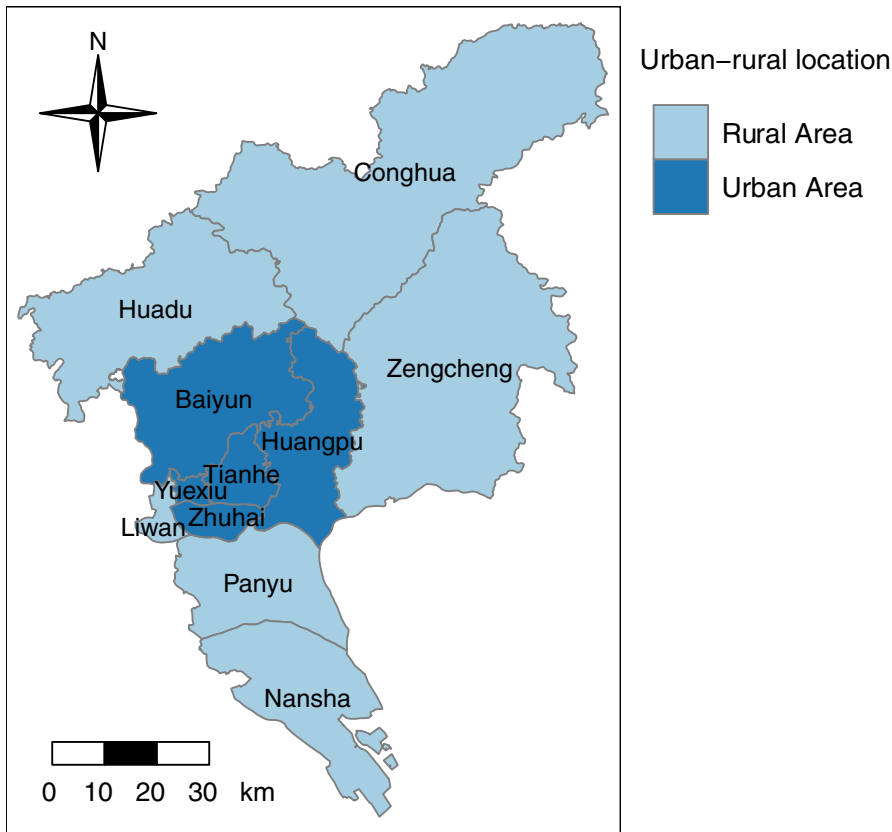 N
Urban−rural location
Rural Area
Urban Area
Conghua
Huadu
Zengcheng
Baiyun
Huangpu
Tianhe
Yuexiu
Zhuhai
Liwan
Panyu
Nansha
0 10 20 30 km